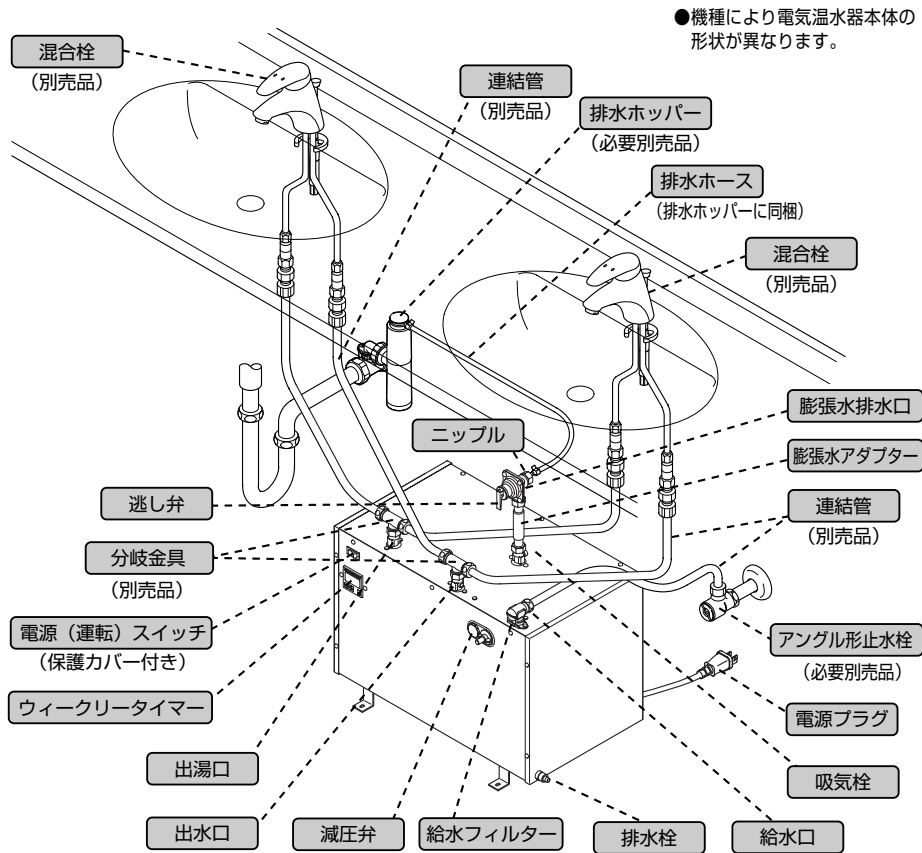 ●機種により電気温水器本体の
形状が異なります。
混合栓
（別売品）
連結管
（別売品）
排水ホッパー
（必要別売品）
排水ホース
（排水ホッパーに同梱）
混合栓
（別売品）
膨張水排水口
ニップル
膨張水アダプター
逃し弁
連結管
（別売品）
分岐金具
（別売品）
電源（運転）スイッチ
（保護カバー付き）
アングル形止水栓
（必要別売品）
ウィークリータイマー
電源プラグ
出湯口
吸気栓
出水口
減圧弁
給水フィルター
排水栓
給水口